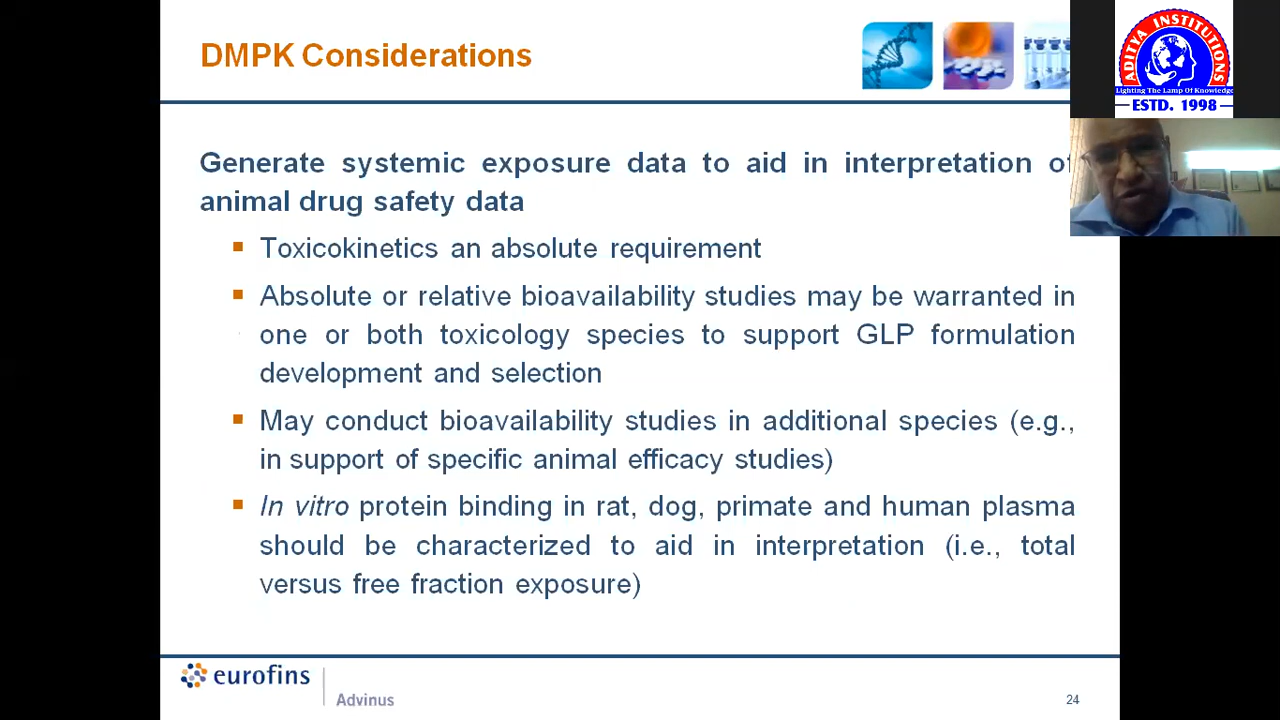 DMPK Considerations
ADITYA INSTITUTIONS
Lighting The Lamp Of Knowledge
ESTD. 1998
Generate systemic exposure data to aid in interpretation of
animal drug safety data
Toxicokinetics an absolute requirement
Absolute or relative bioavailability studies may be warranted in
one or both toxicology species to support GLP formulation
development and selection
May conduct bioavailability studies in additional species (e.g.,
in support of specific animal efficacy studies)
In vitro protein binding in rat, dog, primate and human plasma
should be characterized to aid in interpretation (i.e., total
versus free fraction exposure)
eurofins
Advinus
24